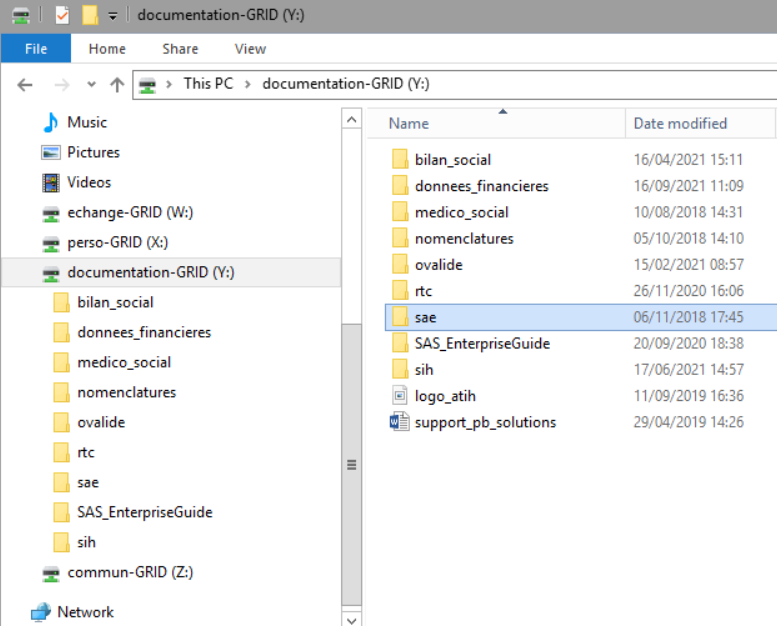 documentation-GRID (Y:)
File Home Share View
This PC documentation-GRID (Y:)
Music
Pictures
Videos
echange-GRID (W:)
perso-GRID (X:)
documentation-GRID (Y:)
bilan_social
donnees_financieres
medico_social
nomenclatures
ovalide
rtc
sae
SAS_EnterpriseGuide
sih
commun-GRID (Z:)
Network
Name Date modified
bilan_social 16/04/2021 15:11
donnees_financieres 16/09/2021 11:09
medico_social 10/08/2018 14:31
nomenclatures 05/10/2018 14:10
ovalide 15/02/2021 08:57
rtc 26/11/2020 16:06
sae 06/11/2018 17:45
SAS_EnterpriseGuide 20/09/2020 18:38
sih 17/06/2021 14:57
logo_atih 11/09/2019 16:36
support_pb_solutions 29/04/2019 14:26